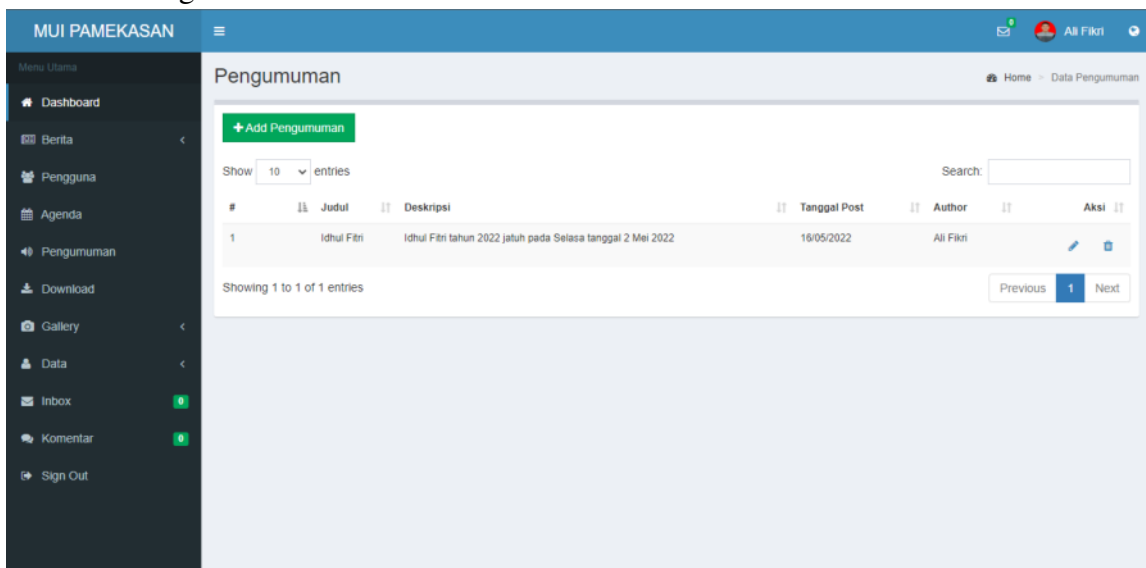 MUI PAMEKASAN
0
Ali Fikri
Menu Utama
Dashboard
Berita
Pengguna
Agenda
Pengumuman
Download
Gallery
Data
Inbox 0
Komentar 0
Sign Out
Pengumuman
Home > Data Pengumuman
+ Add Pengumuman
Show 10 entries
Search:
# Judul Deskripsi Tanggal Post Author Aksi
1 Idhul Fitri Idhul Fitri tahun 2022 jatuh pada Selasa tanggal 2 Mei 2022 16/05/2022 Ali Fikri
Showing 1 to 1 of 1 entries
Previous 1 Next